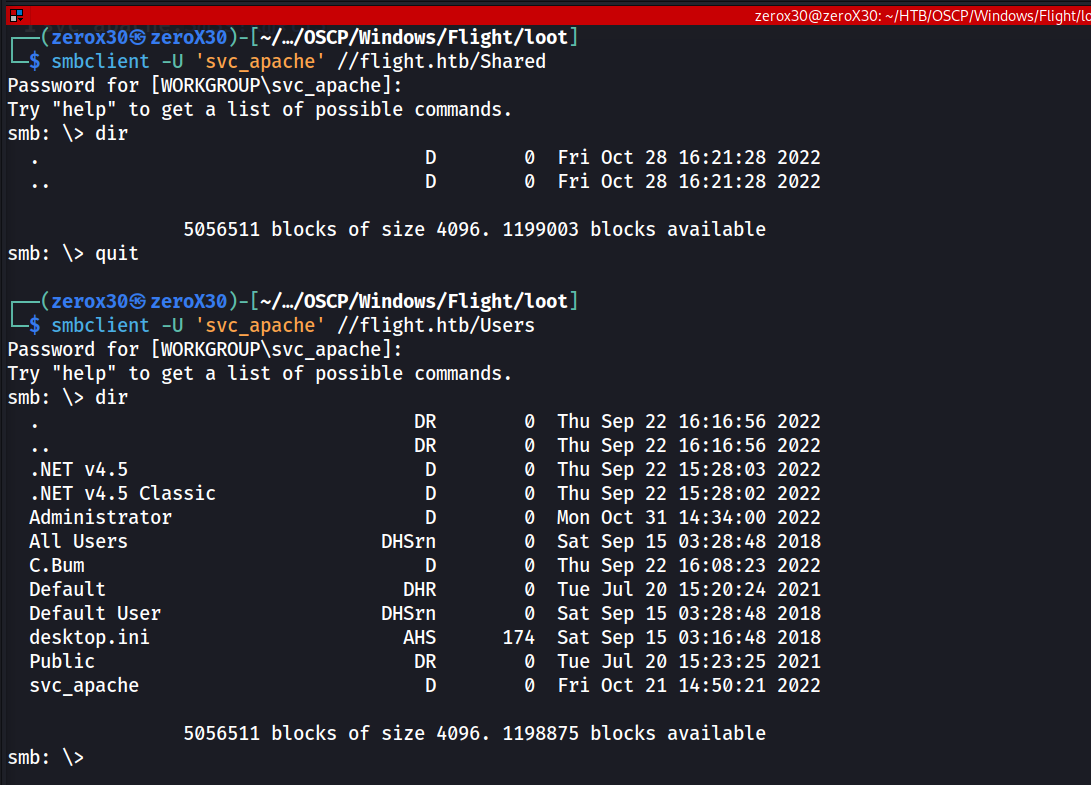 zerox30@zeroX30: ~/HTB/OSCP/Windows/Flight/lo
┌──(zerox30㉿zeroX30)-[~/…/OSCP/Windows/Flight/loot]
└─$ smbclient -U 'svc_apache' //flight.htb/Shared
Password for [WORKGROUP\svc_apache]:
Try "help" to get a list of possible commands.
smb: \> dir
  .                                   D        0  Fri Oct 28 16:21:28 2022
  ..                                  D        0  Fri Oct 28 16:21:28 2022
                5056511 blocks of size 4096. 1199003 blocks available
smb: \> quit
┌──(zerox30㉿zeroX30)-[~/…/OSCP/Windows/Flight/loot]
└─$ smbclient -U 'svc_apache' //flight.htb/Users
Password for [WORKGROUP\svc_apache]:
Try "help" to get a list of possible commands.
smb: \> dir
  .                                  DR        0  Thu Sep 22 16:16:56 2022
  ..                                 DR        0  Thu Sep 22 16:16:56 2022
  .NET v4.5                           D        0  Thu Sep 22 15:28:03 2022
  .NET v4.5 Classic                   D        0  Thu Sep 22 15:28:02 2022
  Administrator                       D        0  Mon Oct 31 14:34:00 2022
  All Users                       DHSrn        0  Sat Sep 15 03:28:48 2018
  C.Bum                               D        0  Thu Sep 22 16:08:23 2022
  Default                           DHR        0  Tue Jul 20 15:20:24 2021
  Default User                    DHSrn        0  Sat Sep 15 03:28:48 2018
  desktop.ini                       AHS      174  Sat Sep 15 03:16:48 2018
  Public                             DR        0  Tue Jul 20 15:23:25 2021
  svc_apache                          D        0  Fri Oct 21 14:50:21 2022
                5056511 blocks of size 4096. 1198875 blocks available
smb: \>